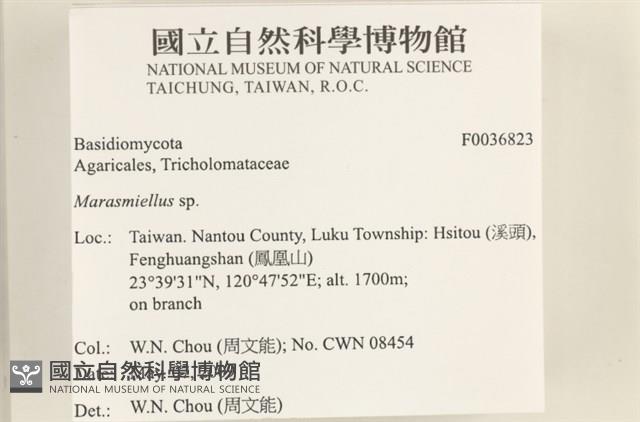 國立自然科學博物館
NATIONAL MUSEUM OF NATURAL SCIENCE
TAICHUNG, TAIWAN, R.O.C.
Basidiomycota F0036823
Agaricales, Tricholomataceae
Marasmiellus sp.
Loc.: Taiwan. Nantou County, Luku Township: Hsitou (溪頭),
Fenghuangshan (鳳凰山)
23°39'31"N, 120°47'52"E; alt. 1700m;
on branch
Col.: W.N. Chou (周文能); No. CWN 08454
國立自然科學博物館
NATIONAL MUSEUM OF NATURAL SCIENCE
Det.: W.N. Chou (周文能)